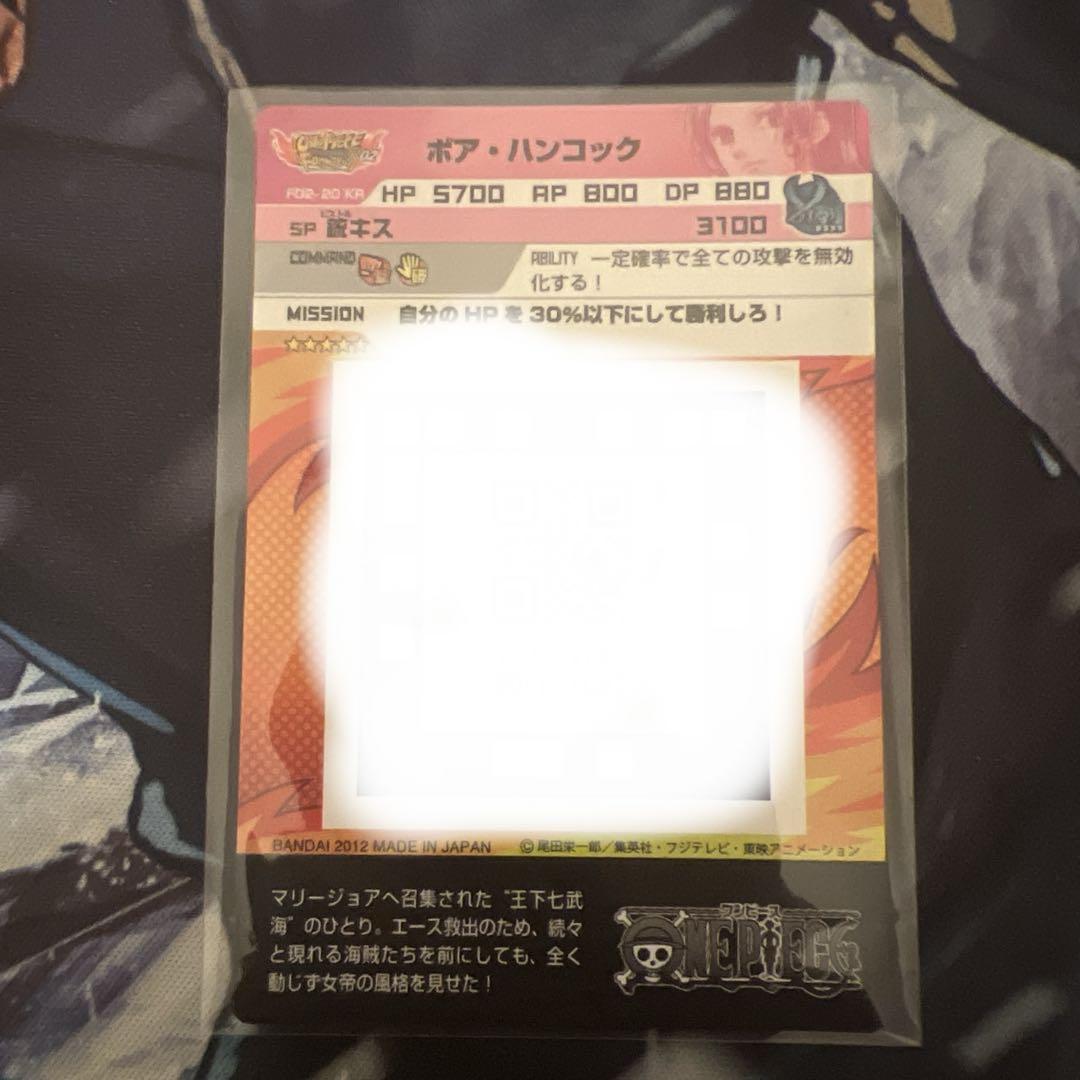 ONE PIECE
02
ボア・ハンコック
F02-20 KR HP 5700 AP 800 DP 880
ピストル
SP 銃キス 3100
COMMAND
ABILITY 一定確率で全ての攻撃を無効
化する！
MISSION 自分のHPを30%以下にして勝利しろ！
★★★★★
BANDAI 2012 MADE IN JAPAN ©尾田栄一郎／集英社・フジテレビ・東映アニメーション
マリージョアへ召集された“王下七武
海”のひとり。エース救出のため、続々
と現れる海賊たちを前にしても、全く
動じず女帝の風格を見せた！
ワンピース
ONE PIECE